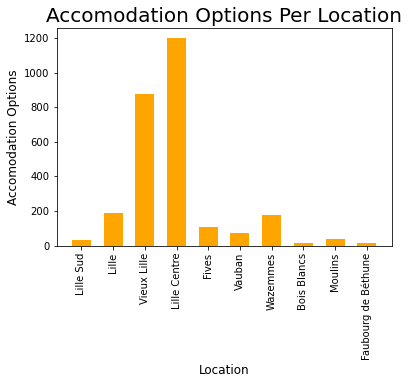 Accomodation Options Per Location
Accomodation Options
1200
1000
800
600
400
200
0
Lille Sud
Lille
Vieux Lille
Lille Centre
Fives
Vauban
Wazemmes
Bois Blancs
Moulins
Faubourg de Béthune
Location